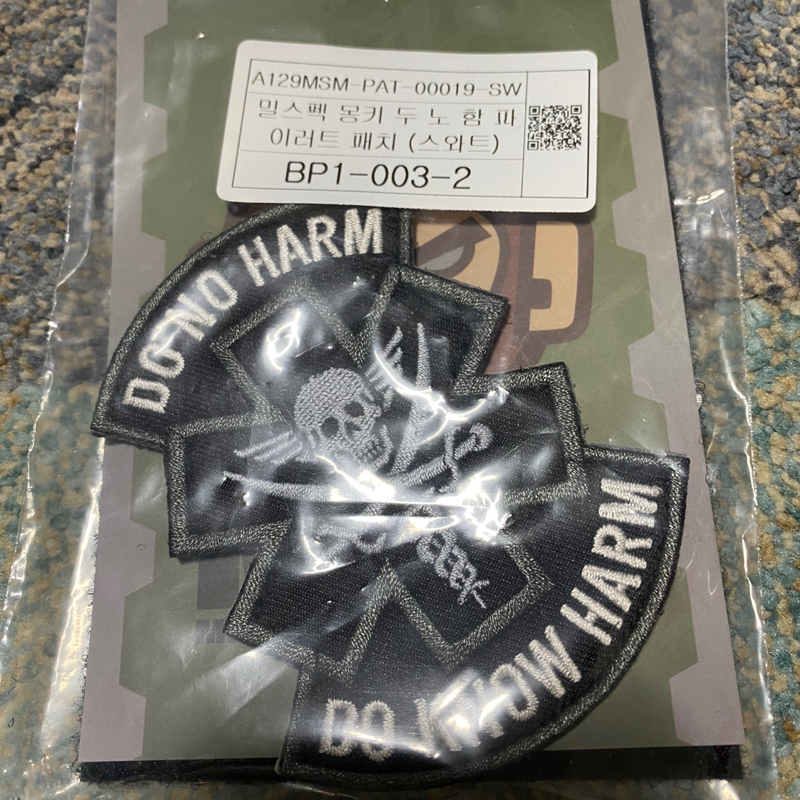 A129MSM-PAT-00019-SW
밀스펙 몽키 두 노 함 파
이러트 패치 (스와트)
BP1-003-2
DO NO HARM
DO KNOW HARM